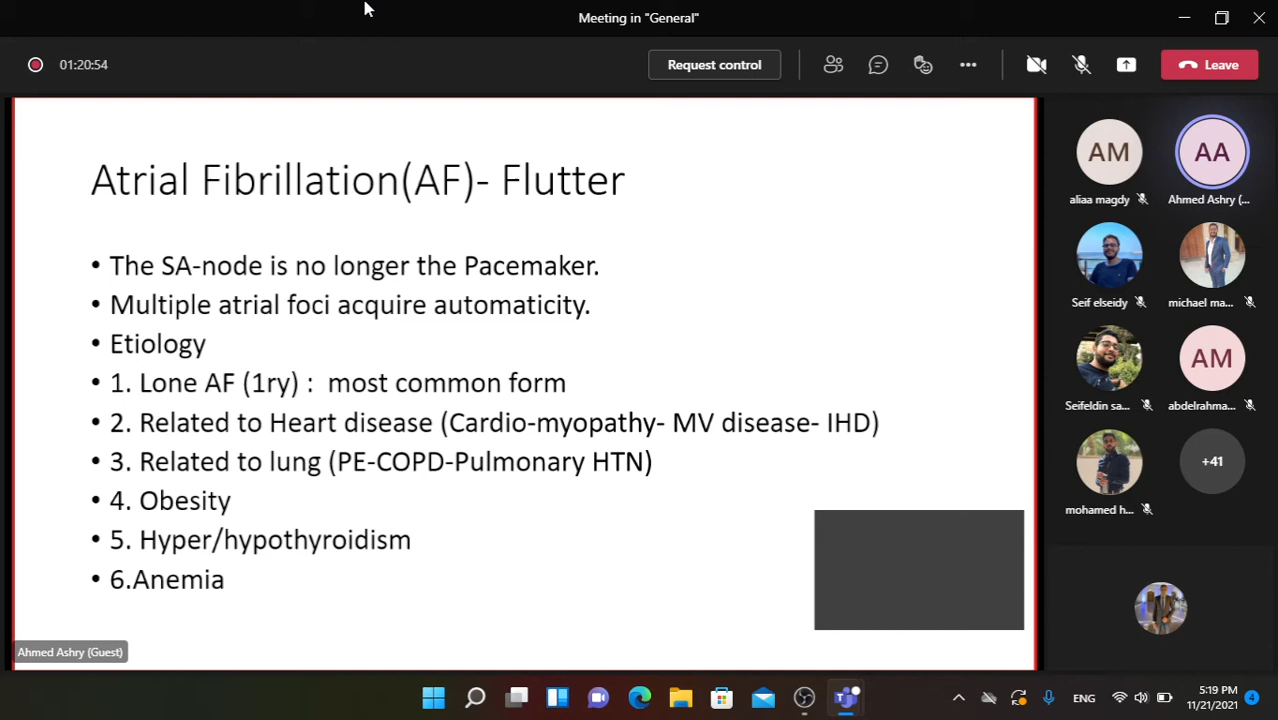 Meeting in "General"
01:20:54
Request control
Leave
Atrial Fibrillation(AF)- Flutter
• The SA-node is no longer the Pacemaker.
• Multiple atrial foci acquire automaticity.
• Etiology
• 1. Lone AF (1ry) : most common form
• 2. Related to Heart disease (Cardio-myopathy- MV disease- IHD)
• 3. Related to lung (PE-COPD-Pulmonary HTN)
• 4. Obesity
• 5. Hyper/hypothyroidism
• 6.Anemia
Ahmed Ashry (Guest)
AM
AA
aliaa magdy
Ahmed Ashry (...
Seif elseidy
michael ma...
AM
Seifeldin sa...
abdelrahma...
+41
mohamed h...
ENG
5:19 PM
11/21/2021
4